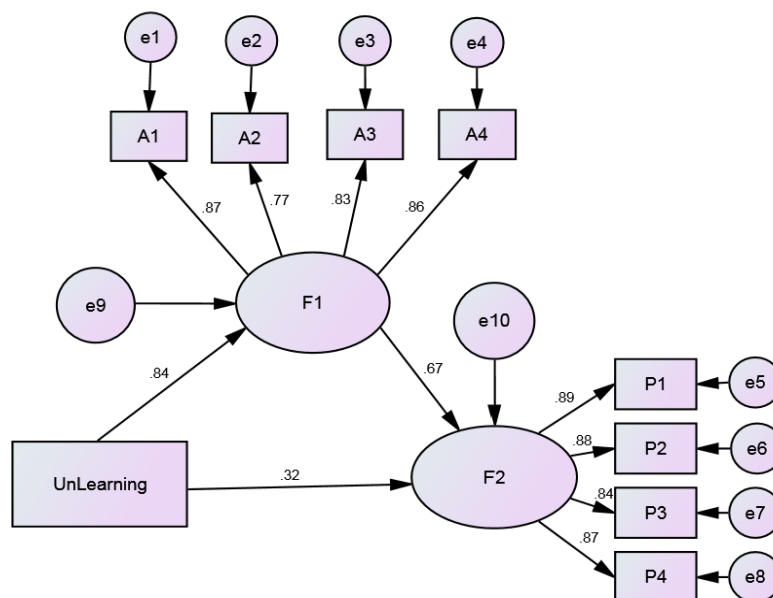 e1
e2
e3
e4
A1
A2
A3
A4
.87
.77
.83
.86
e9
F1
e10
.84
.67
P1
e5
.89
P2
e6
.88
UnLearning
.32
F2
P3
e7
.84
.87
P4
e8